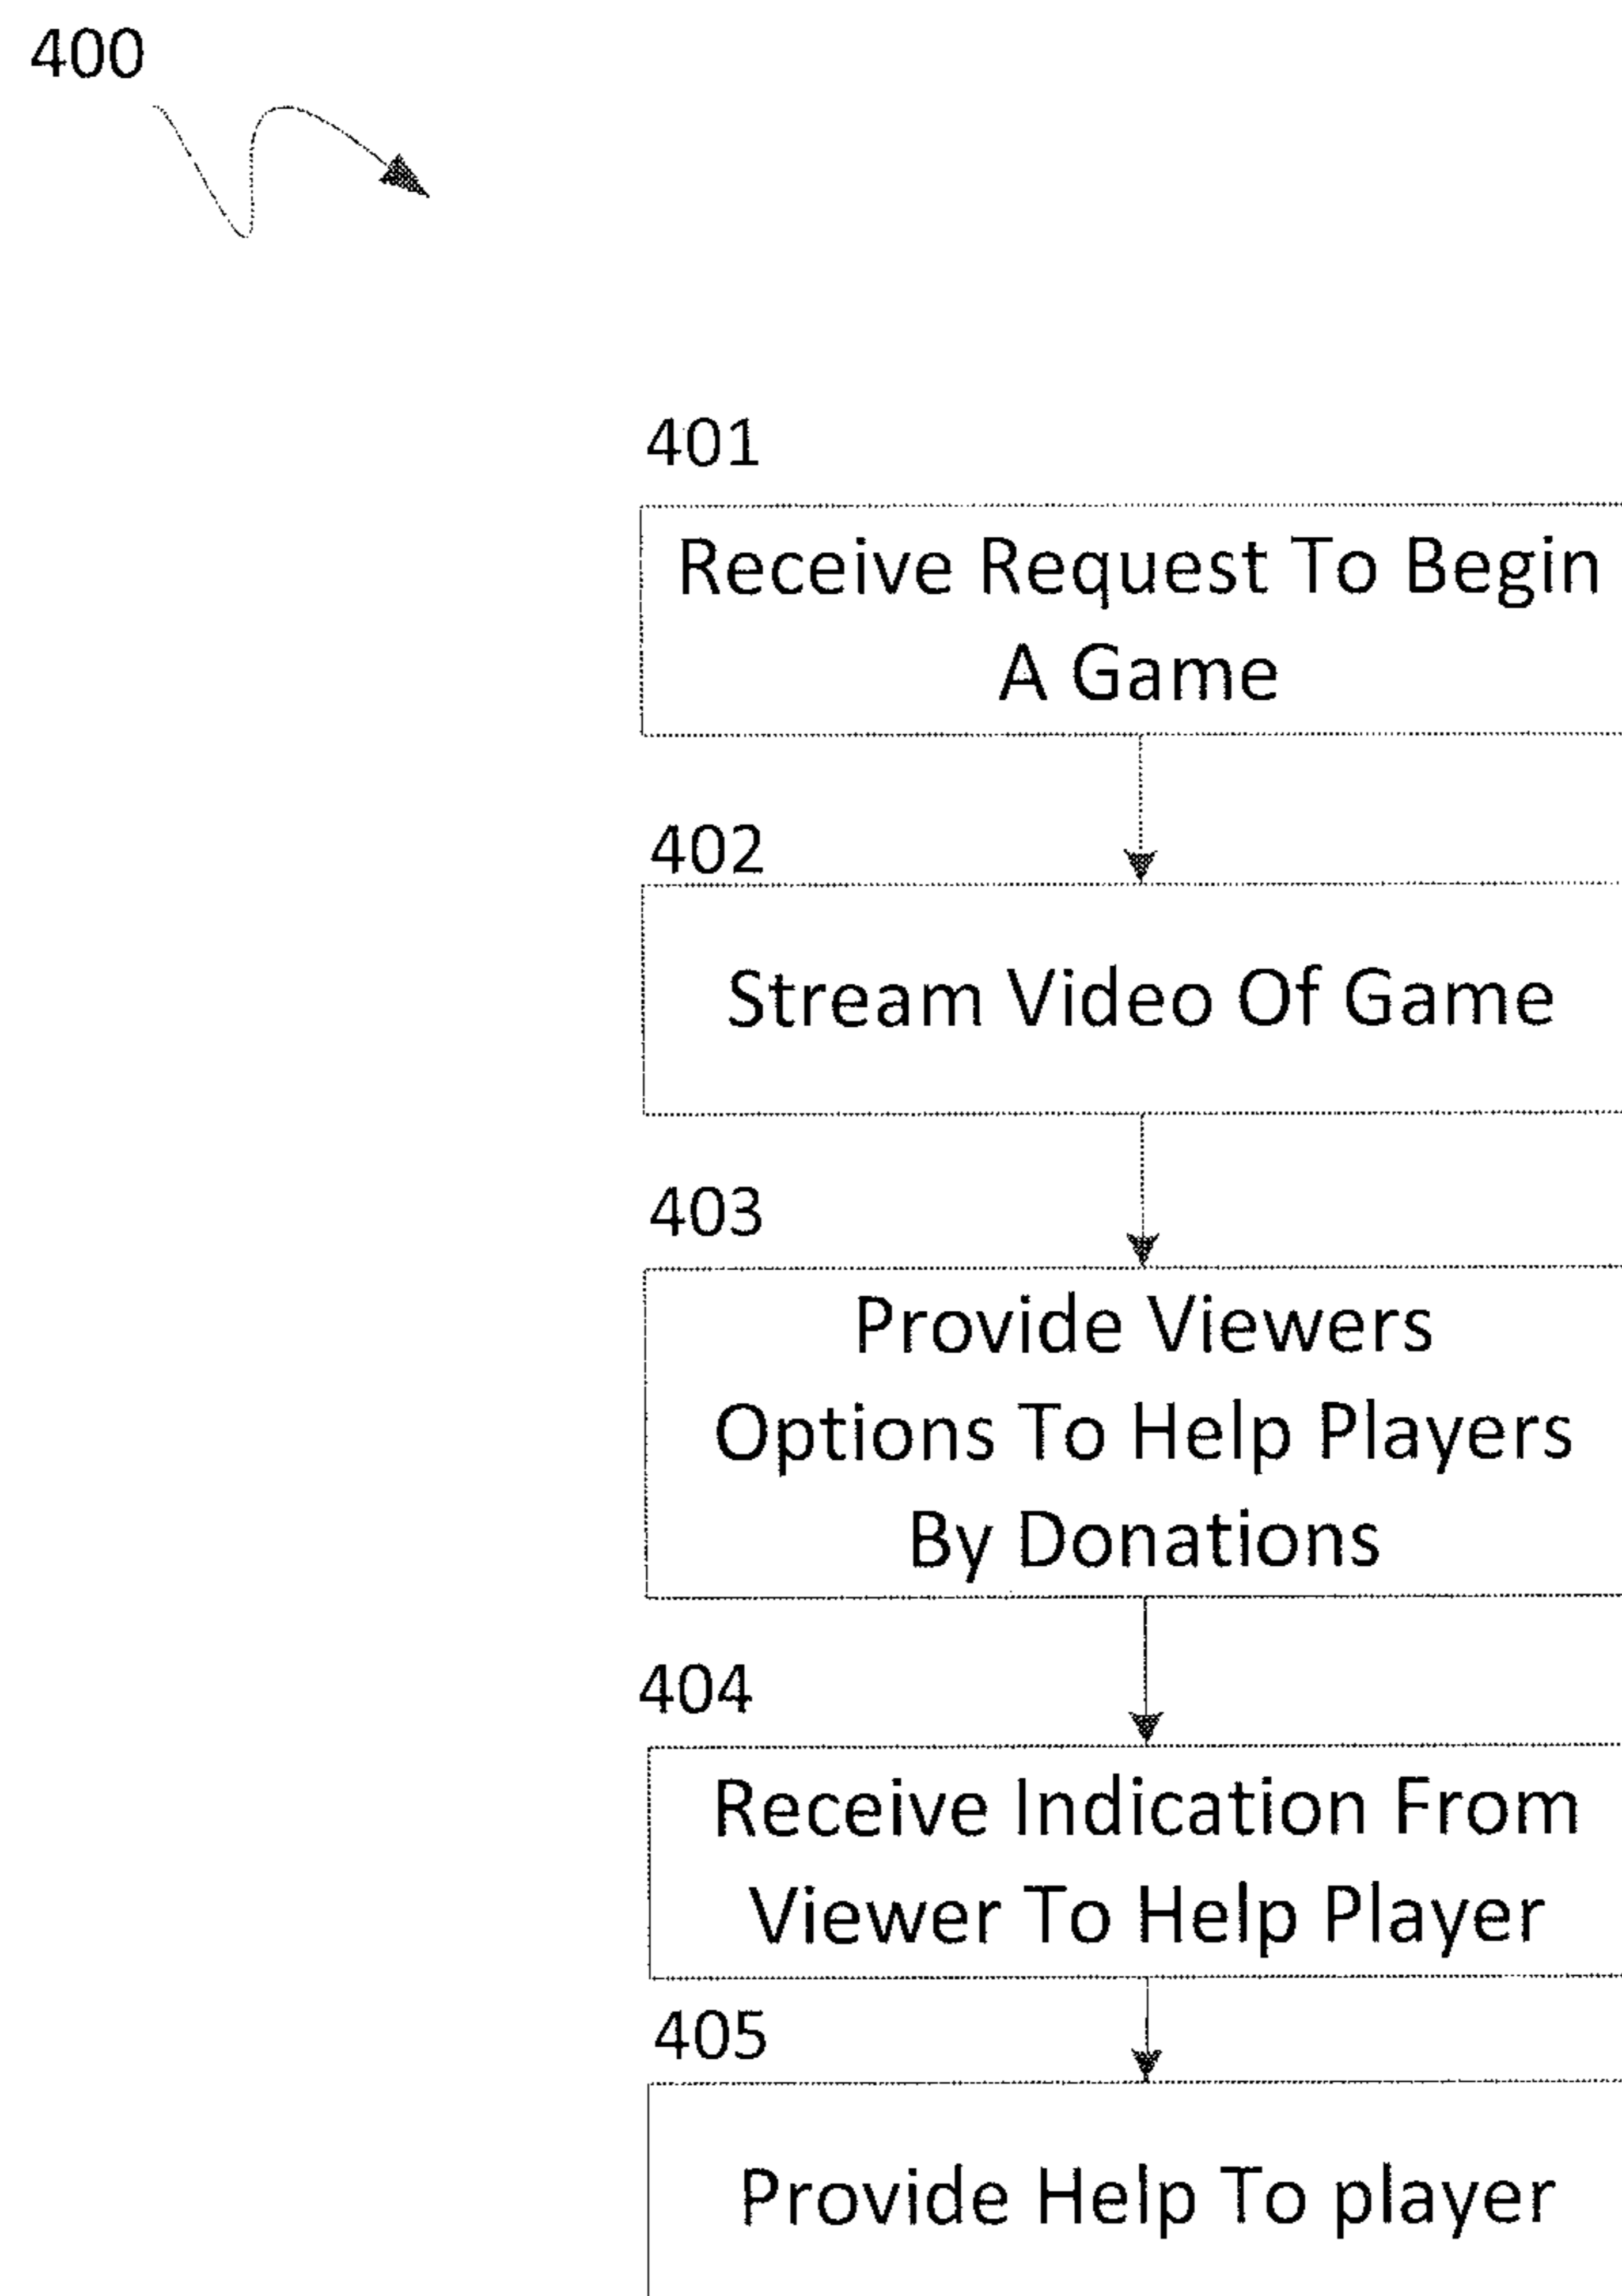 400
401
Receive Request To Begin
A Game
402
Stream Video Of Game
403
Provide Viewers
Options To Help Players
By Donations
404
Receive Indication From
Viewer To Help Player
405
Provide Help To player